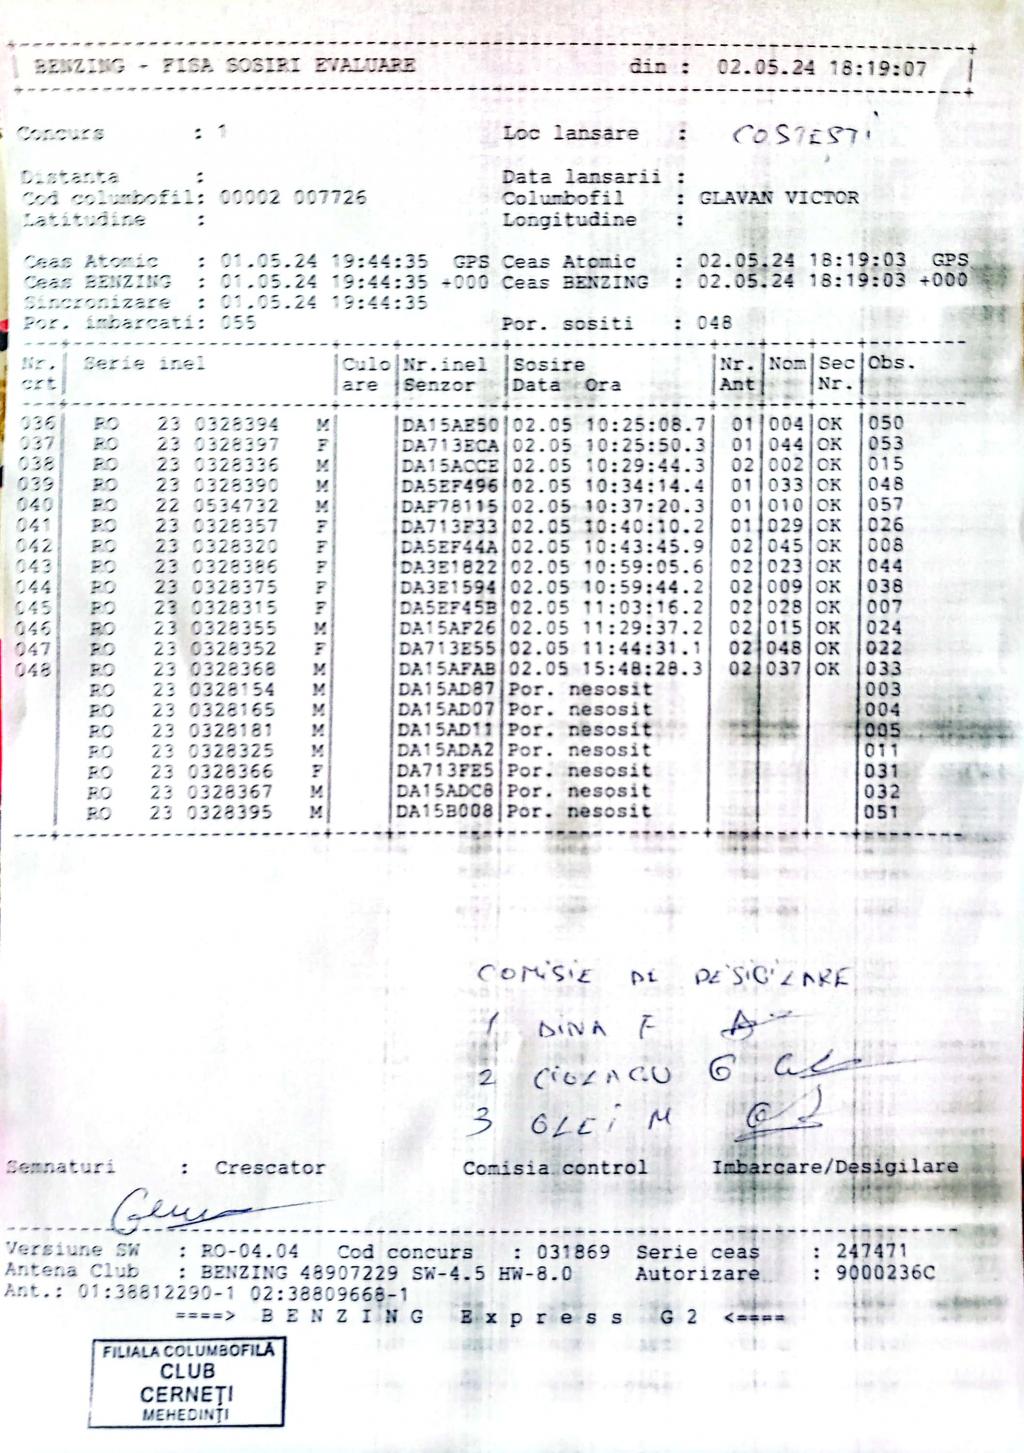 BENZING - FISA SOSIRI EVALUARE din : 02.05.24 18:19:07
Concurs : 1 Loc lansare : COSTESTI
Distanta : Data lansarii :
Cod columbofil: 00002 007726 Columbofil : GLAVAN VICTOR
Latitudine : Longitudine :
Ceas Atomic : 01.05.24 19:44:35 GPS Ceas Atomic : 02.05.24 18:19:03 GPS
Ceas BENZING : 01.05.24 19:44:35 +000 Ceas BENZING : 02.05.24 18:19:03 +000
Sincronizare : 01.05.24 19:44:35
Por. imbarcati: 055 Por. sositi : 048
Nr. Serie inel Culo Nr.inel Sosire Nr. Nom Sec Obs.
crt are Senzor Data Ora Ant Nr.
036 RO 23 0328394 M DA15AE50 02.05 10:25:08.7 01 004 OK 050
037 RO 23 0328397 F DA713ECA 02.05 10:25:50.3 01 044 OK 053
038 RO 23 0328336 M DA15ACCE 02.05 10:29:44.3 02 002 OK 015
039 RO 23 0328390 M DA5EF496 02.05 10:34:14.4 01 033 OK 048
040 RO 22 0534732 M DAF78115 02.05 10:37:20.3 01 010 OK 057
041 RO 23 0328357 F DA713F33 02.05 10:40:10.2 01 029 OK 026
042 RO 23 0328320 F DA5EF44A 02.05 10:43:45.9 02 045 OK 008
043 RO 23 0328386 F DA3E1822 02.05 10:59:05.6 02 023 OK 044
044 RO 23 0328375 F DA3E1594 02.05 10:59:44.2 02 009 OK 038
045 RO 23 0328315 F DA5EF45B 02.05 11:03:16.2 02 028 OK 007
046 RO 23 0328355 M DA15AF26 02.05 11:29:37.2 02 015 OK 024
047 RO 23 0328352 F DA713E55 02.05 11:44:31.1 02 048 OK 022
048 RO 23 0328368 M DA15AFAB 02.05 15:48:28.3 02 037 OK 033
RO 23 0328154 M DA15AD87 Por. nesosit 003
RO 23 0328165 M DA15AD07 Por. nesosit 004
RO 23 0328181 M DA15AD11 Por. nesosit 005
RO 23 0328325 M DA15ADA2 Por. nesosit 011
RO 23 0328366 F DA713FE5 Por. nesosit 031
RO 23 0328367 M DA15ADC8 Por. nesosit 032
RO 23 0328395 M DA15B008 Por. nesosit 051
COMISIE DE DESIGILARE
1 DINA F
2 CIOLACU G
3 OLEI M
Semnaturi : Crescator Comisia control Imbarcare/Desigilare
Versiune SW : RO-04.04 Cod concurs : 031869 Serie ceas : 247471
Antena Club : BENZING 48907229 SW-4.5 HW-8.0 Autorizare : 9000236C
Ant.: 01:38812290-1 02:38809668-1
====> B E N Z I N G E x p r e s s G 2 <====
FILIALA COLUMBOFILĂ
CLUB
CERNEȚI
MEHEDINȚI